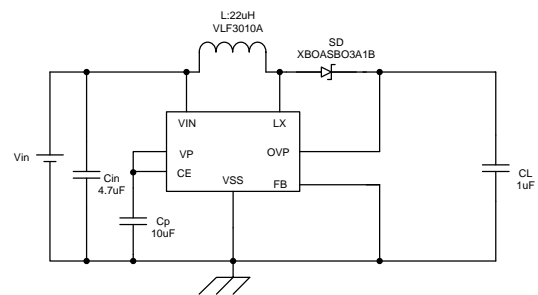 L:22uH
VLF3010A
SD
XBOASBO3A1B
VIN
LX
Vin
VP
OVP
CE
Cin
4.7uF
VSS
FB
CL
1uF
Cp
10uF